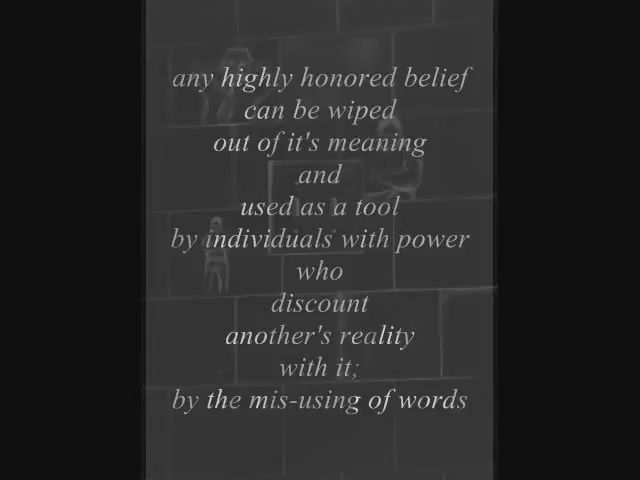 any highly honored belief
can be wiped
out of it's meaning
and
used as a tool
by individuals with power
who
discount
another's reality
with it;
by the mis-using of words